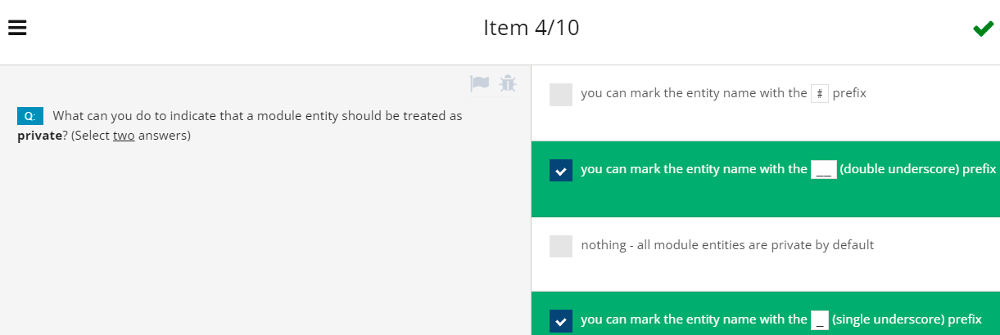 Item 4/10
Q: What can you do to indicate that a module entity should be treated as
private? (Select two answers)
you can mark the entity name with the # prefix
you can mark the entity name with the __ (double underscore) prefix
nothing - all module entities are private by default
you can mark the entity name with the _ (single underscore) prefix